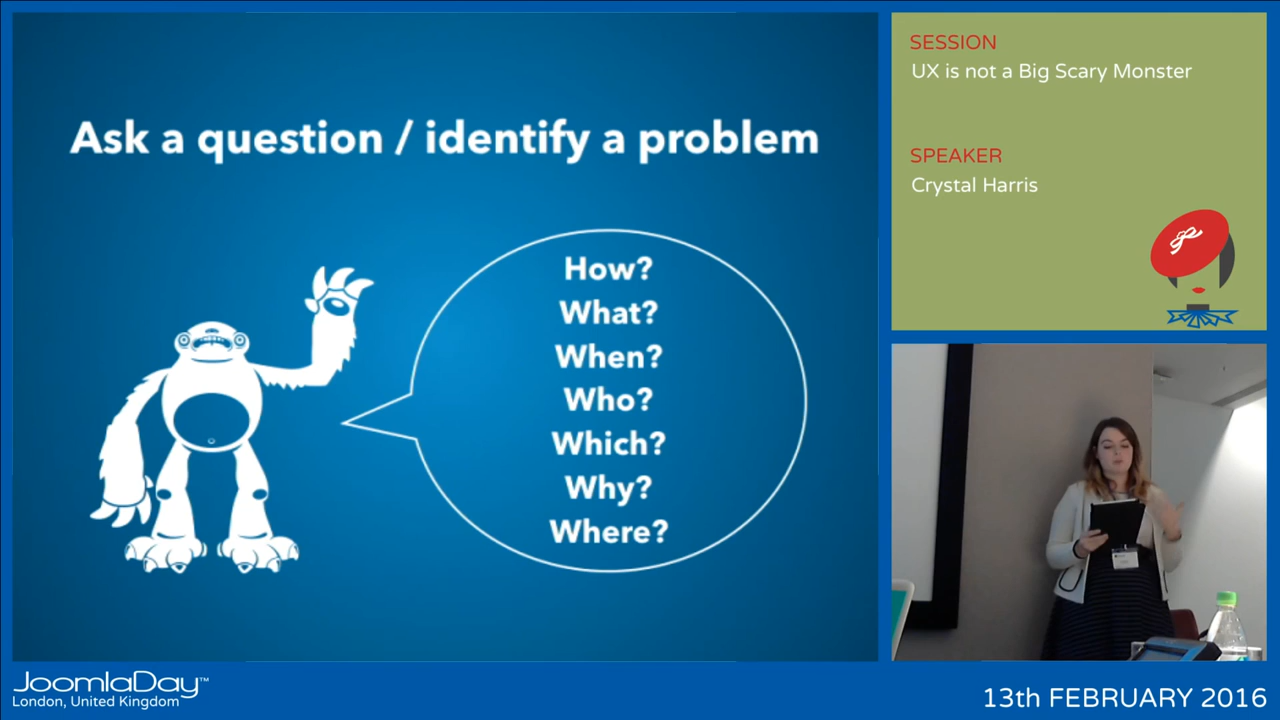 Ask a question / identify a problem
How?
What?
When?
Who?
Which?
Why?
Where?
SESSION
UX is not a Big Scary Monster
SPEAKER
Crystal Harris
JoomlaDay™
London, United Kingdom
13th FEBRUARY 2016